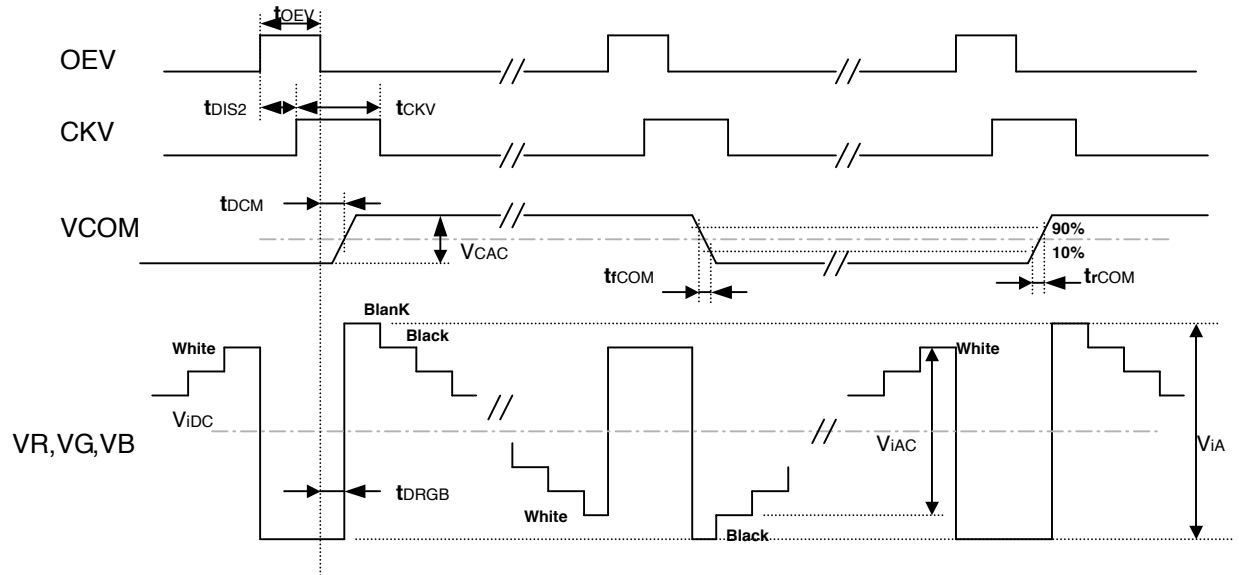 tOEV
OEV
tDIS2
tCKV
CKV
tDCM
VCOM
VCAC
90%
10%
tfCOM
trCOM
BlanK
Black
White
White
ViDC
VR,VG,VB
ViAC
ViA
tDRGB
White
Black